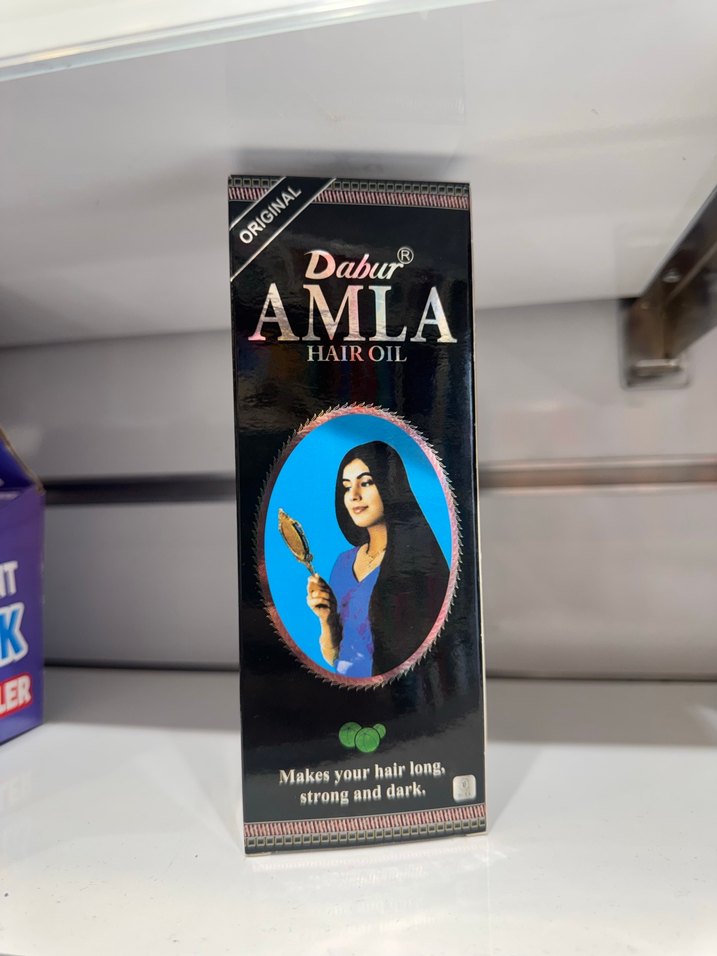 ORIGINAL
Dabur®
AMLA
HAIR OIL
Makes your hair long,
strong and dark.